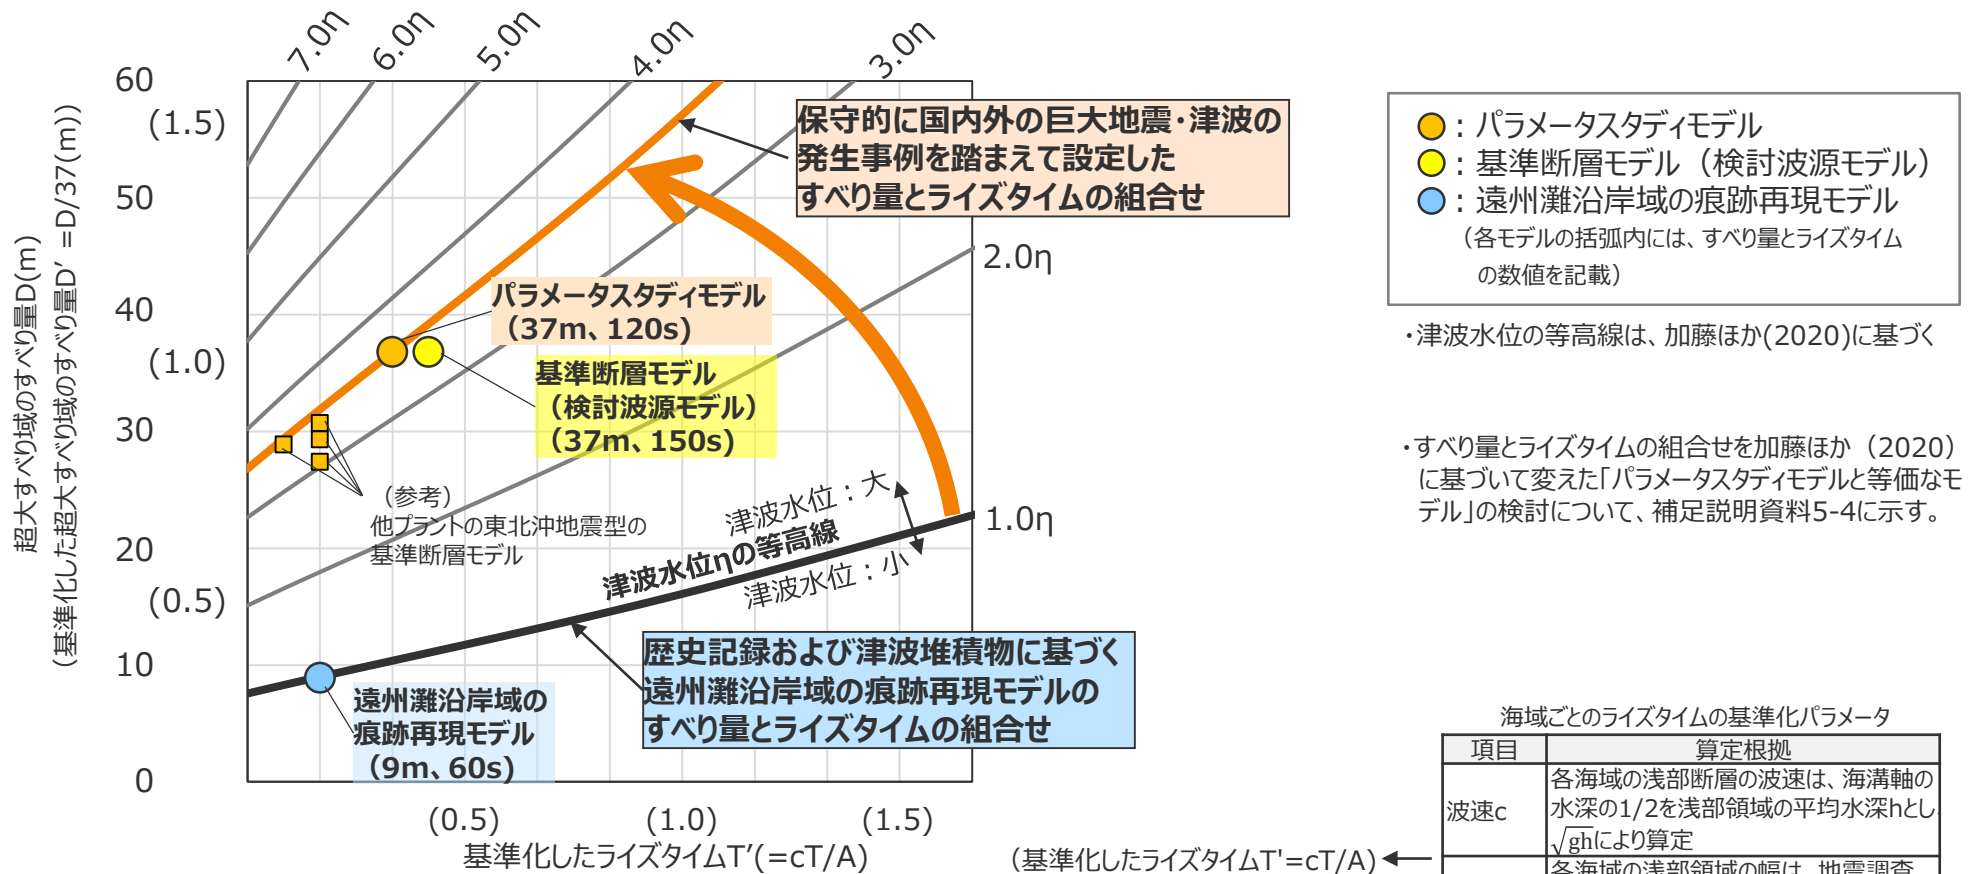 7.0η
6.0η
5.0η
4.0η
3.0η
2.0η
1.0η
60
(1.5)
50
40
(1.0)
30
20
(0.5)
10
0
超大すべり域のすべり量D(m)
(基準化した超大すべり域のすべり量D’ =D/37(m))
保守的に国内外の巨大地震・津波の
発生事例を踏まえて設定した
すべり量とライズタイムの組合せ
パラメータスタディモデル
(37m、120s)
基準断層モデル
(検討波源モデル)
(37m、150s)
(参考)
他プラントの東北沖地震型の
基準断層モデル
津波水位:大
津波水位ηの等高線
津波水位:小
歴史記録および津波堆積物に基づく
遠州灘沿岸域の痕跡再現モデルの
すべり量とライズタイムの組合せ
遠州灘沿岸域の
痕跡再現モデル
(9m、60s)
(0.5)
(1.0)
(1.5)
基準化したライズタイムT’(=cT/A)
:パラメータスタディモデル
:基準断層モデル(検討波源モデル)
:遠州灘沿岸域の痕跡再現モデル
(各モデルの括弧内には、すべり量とライズタイム
の数値を記載)
・津波水位の等高線は、加藤ほか(2020)に基づく
・すべり量とライズタイムの組合せを加藤ほか(2020)
に基づいて変えた「パラメータスタディモデルと等価なモ
デル」の検討について、補足説明資料5-4に示す。
海域ごとのライズタイムの基準化パラメータ
項目 算定根拠
波速c 各海域の浅部断層の波速は、海溝軸の
水深の1/2を浅部領域の平均水深hとし
√ghにより算定
各海域の浅部領域の幅は、地震調査
(基準化したライズタイムT'=cT/A)